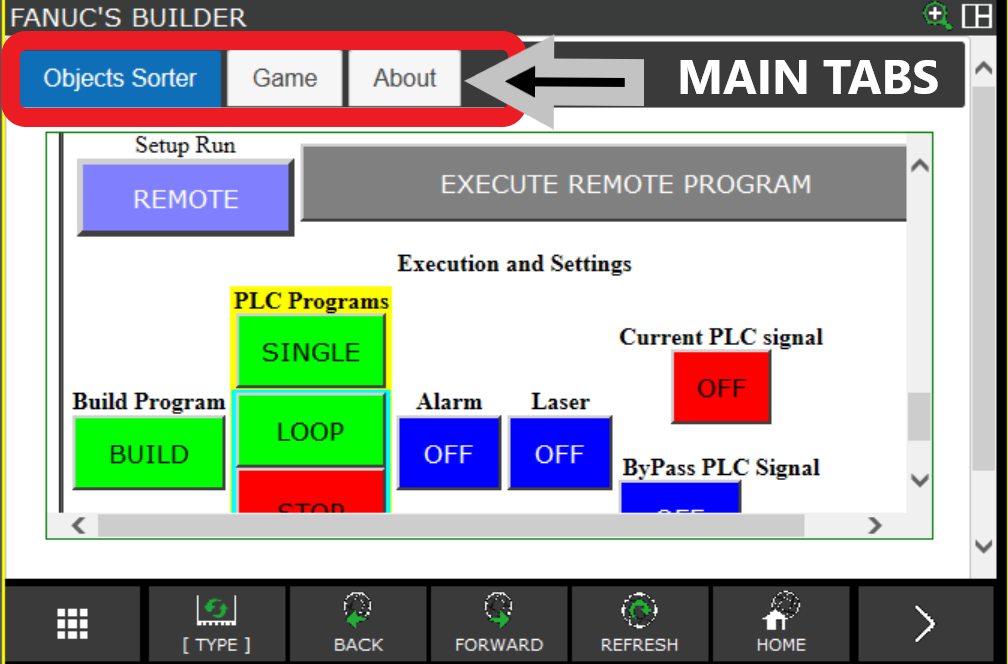 FANUC'S BUILDER
Objects Sorter
Game
About
MAIN TABS
Setup Run
REMOTE
EXECUTE REMOTE PROGRAM
Execution and Settings
PLC Programs
SINGLE
Current PLC signal
OFF
Build Program
BUILD
LOOP
Alarm
OFF
Laser
OFF
ByPass PLC Signal
OFF
STOP
[ TYPE ]
BACK
FORWARD
REFRESH
HOME